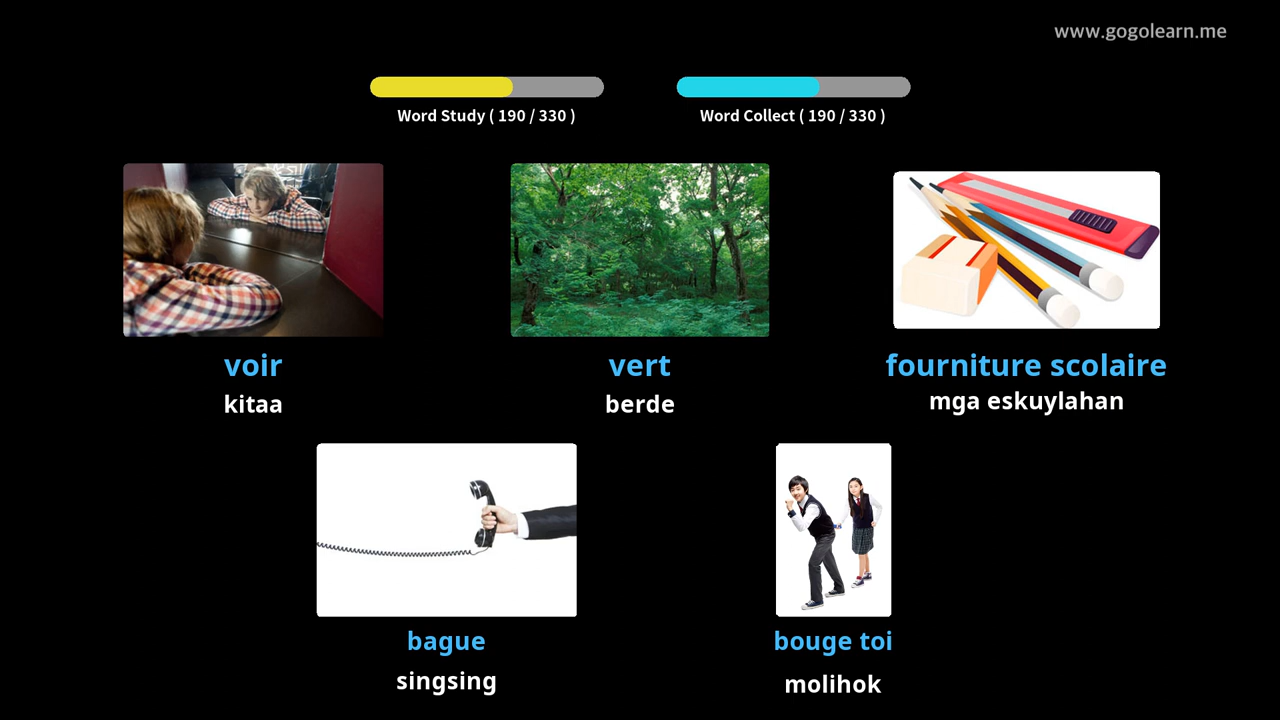 www.gogolearn.me
Word Study ( 190 / 330 )
Word Collect ( 190 / 330 )
voir
kitaa
vert
berde
fourniture scolaire
mga eskuylahan
bague
singsing
bouge toi
molihok